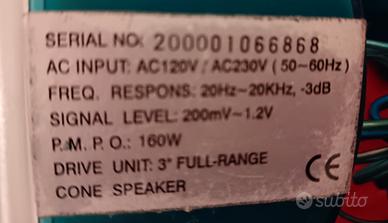 SERIAL NO: 200001066868
AC INPUT: AC120V / AC230V (50~60Hz)
FREQ. RESPONS: 20Hz~20KHz, -3dB
SIGNAL LEVEL: 200mV~1.2V
P.M.P.O.: 160W
DRIVE UNIT: 3" FULL-RANGE
CONE SPEAKER
CE
subito